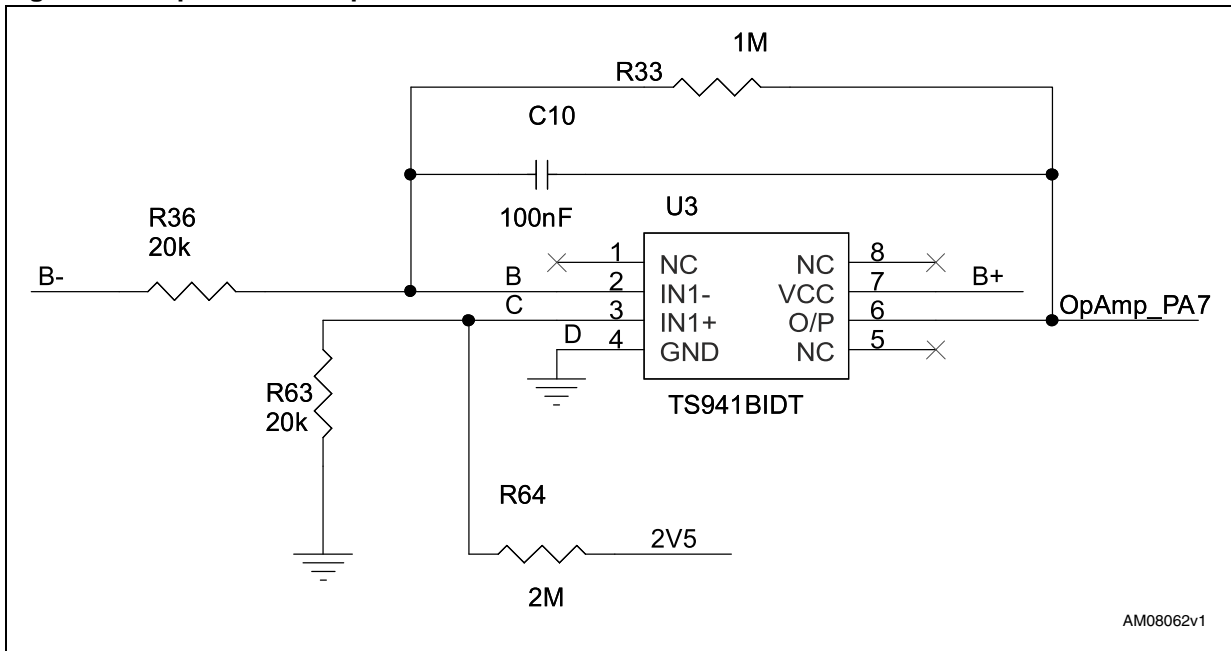 1M
R33
C10
100nF
U3
R36
20k
B-
B
C
D
1
2
3
4
NC
IN1-
IN1+
GND
NC
VCC
O/P
NC
8
7
6
5
B+
OpAmp_PA7
TS941BIDT
R63
20k
R64
2V5
2M
AM08062v1